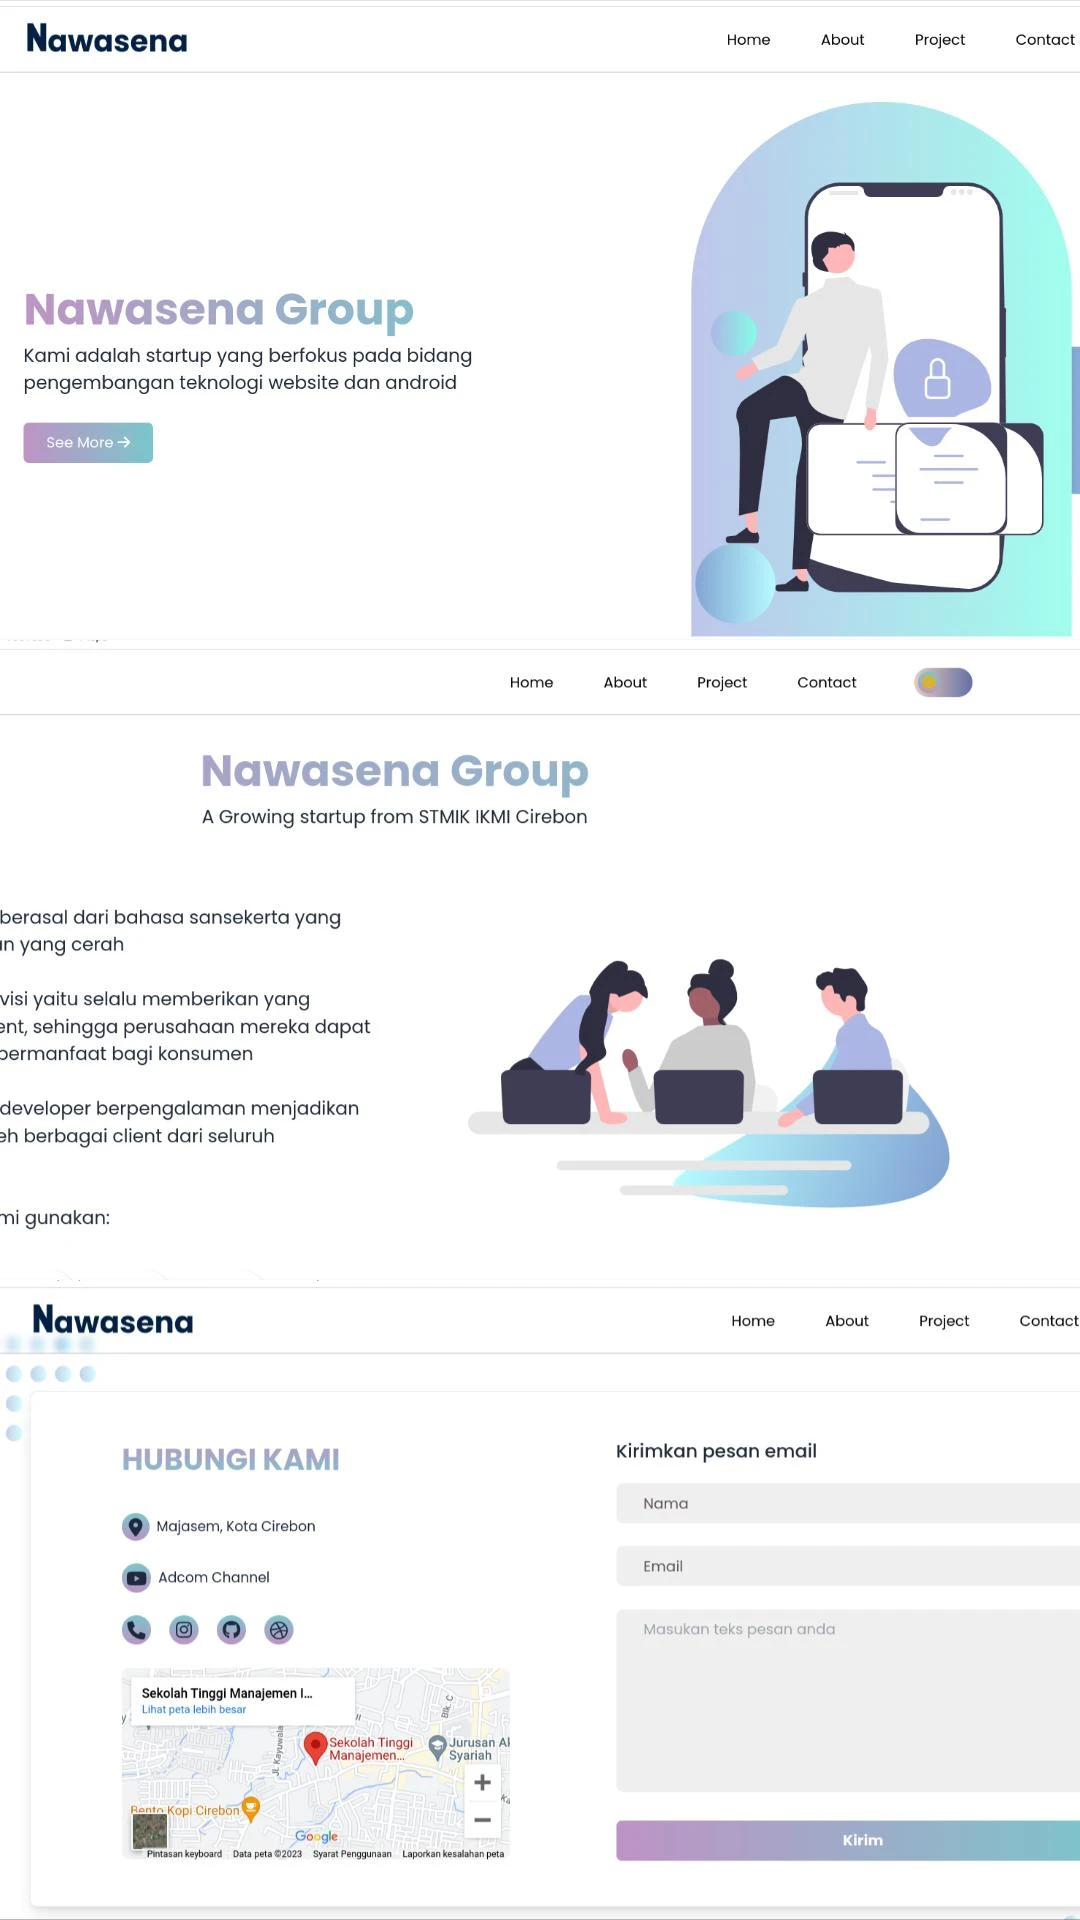 Nawasena
Home About Project Contact
Nawasena Group
Kami adalah startup yang berfokus pada bidang
pengembangan teknologi website dan android
See More →
Home About Project Contact
Nawasena Group
A Growing startup from STMIK IKMI Cirebon
berasal dari bahasa sansekerta yang
yang cerah
visi yaitu selalu memberikan yang
sehingga perusahaan mereka dapat
bermanfaat bagi konsumen
developer berpengalaman menjadikan
berbagai client dari seluruh
gunakan:
Nawasena
Home About Project Contact
HUBUNGI KAMI
Majasem, Kota Cirebon
Adcom Channel
Sekolah Tinggi Manajemen I...
Lihat peta lebih besar
Blk. C
Jl. Kayuwala
Sekolah Tinggi
Manajemen...
Jurusan
Syariah
Bento Kopi Cirebon
Google
Pintasan keyboard Data peta ©2023 Syarat Penggunaan Laporkan kesalahan peta
Kirimkan pesan email
Nama
Email
Masukan teks pesan anda
Kirim